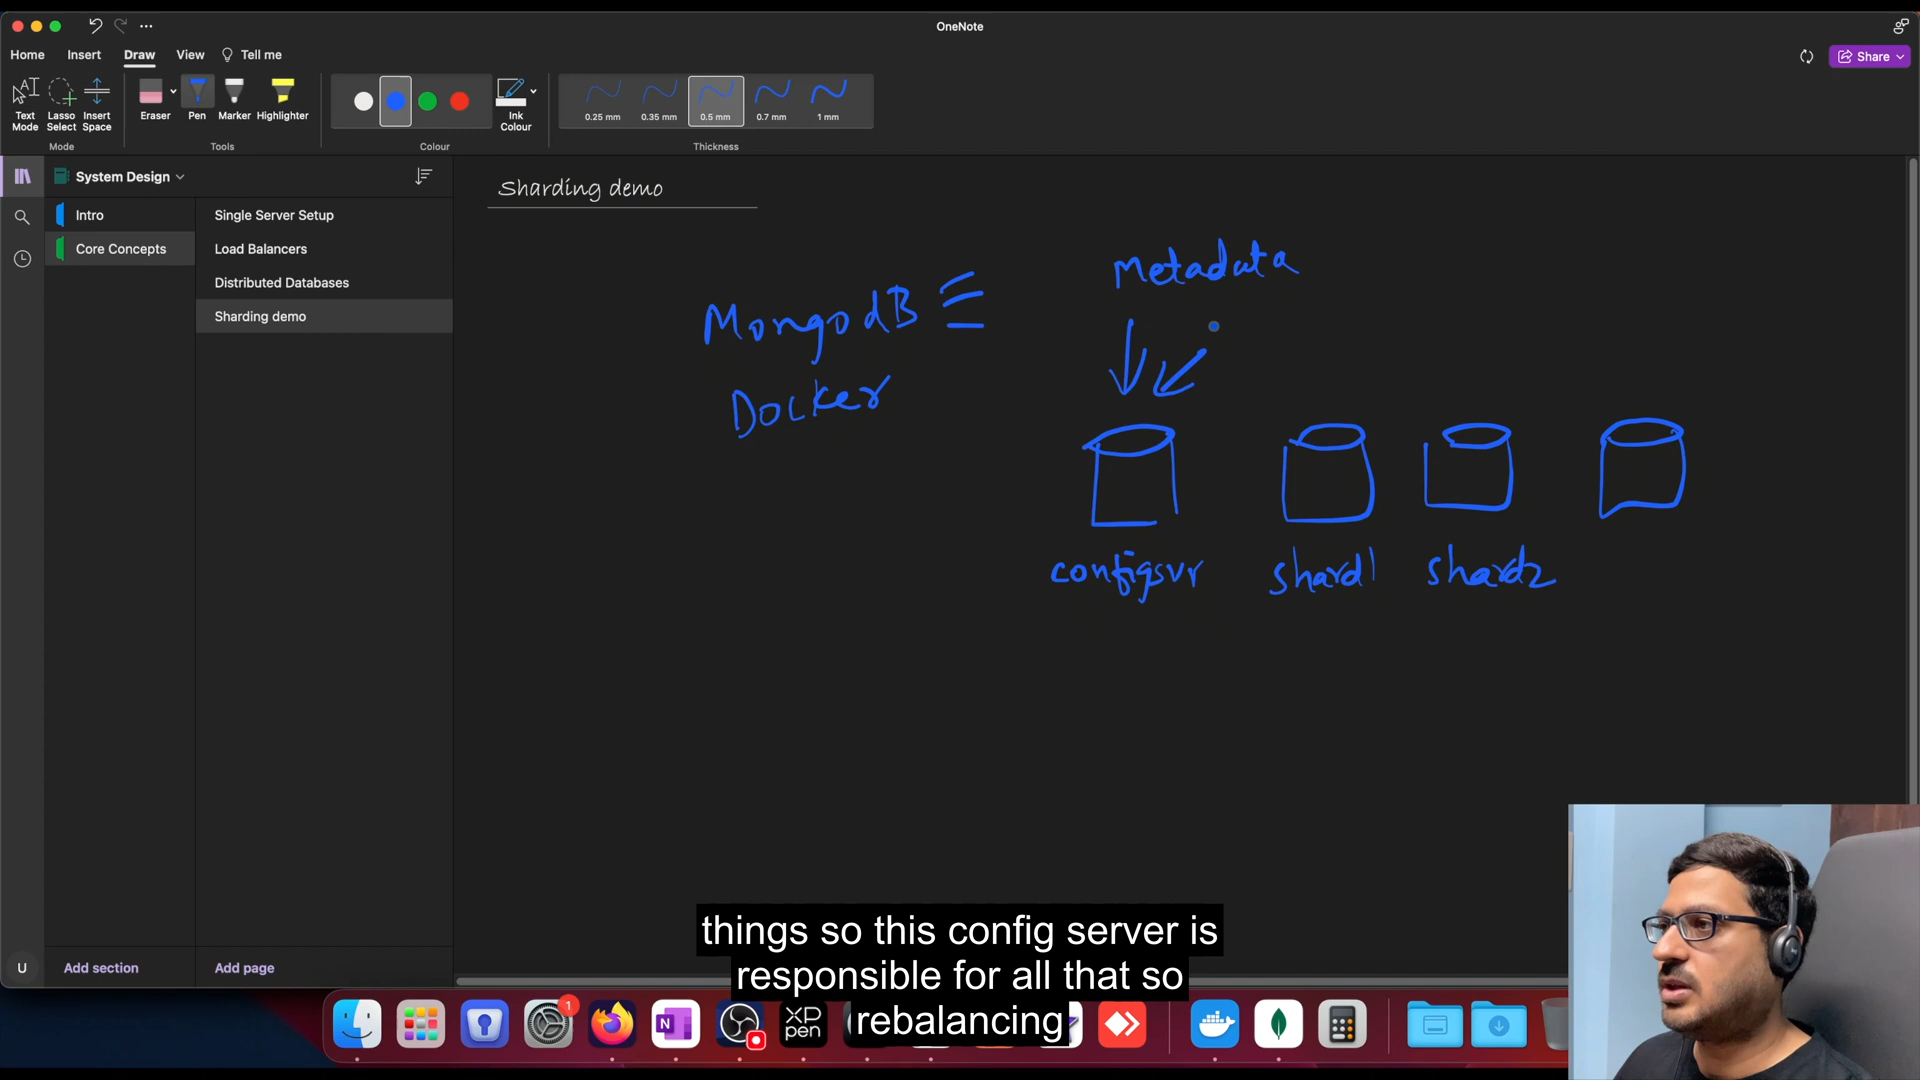 OneNote
Home Insert Draw View Tell me
Share
Text Mode
Lasso Select
Insert Space
Eraser
Pen
Marker
Highlighter
0.25 mm
0.35 mm
0.5 mm
0.7 mm
1 mm
Ink Colour
Mode
Tools
Colour
Thickness
System Design
Intro
Core Concepts
Single Server Setup
Load Balancers
Distributed Databases
Sharding demo
Sharding demo
Metadata
MongodB
Docker
configsvr
shard1
shard2
things so this config server is
responsible for all that so
rebalancing
U
Add section
Add page
1
XP
pen